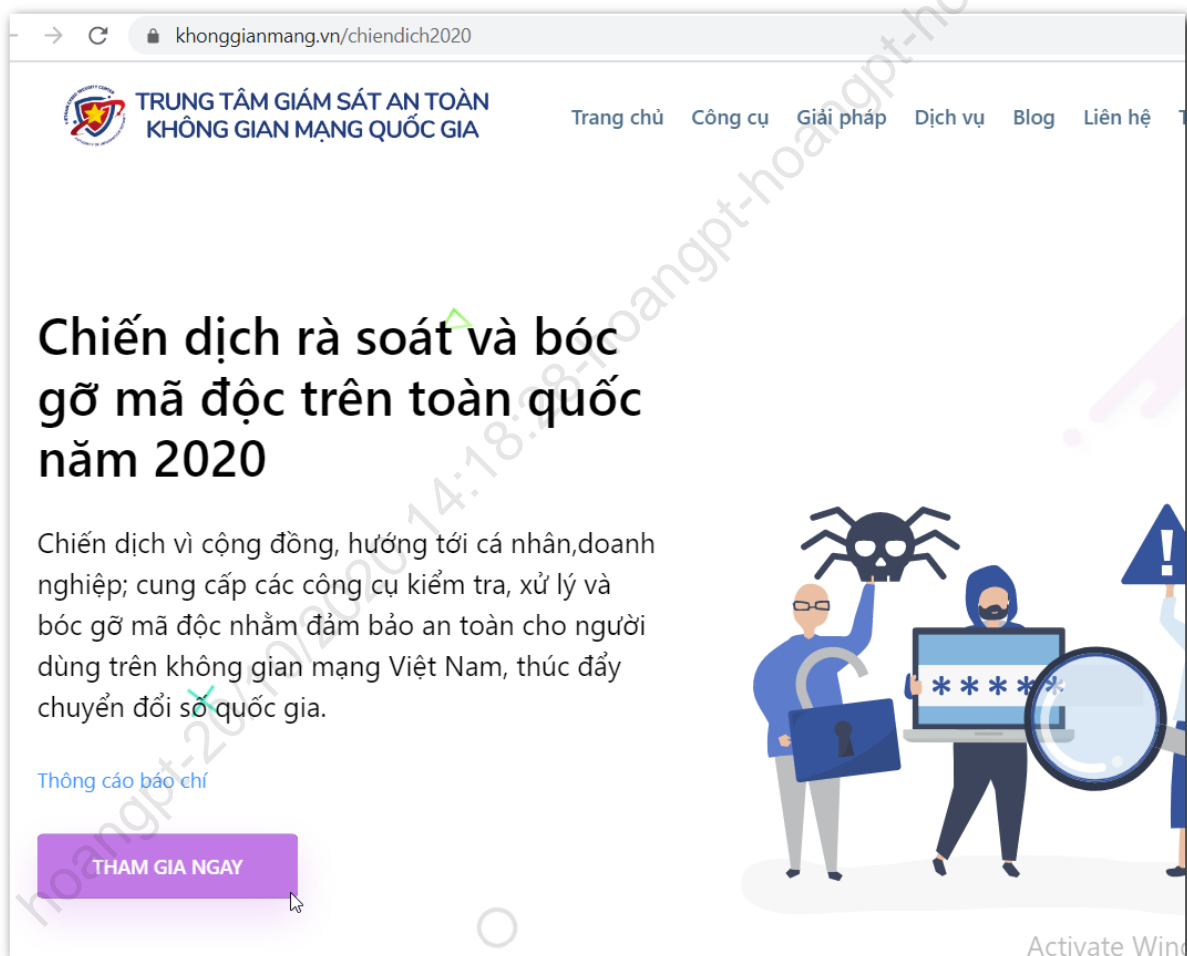 khonggianmang.vn/chiendich2020
TRUNG TÂM GIÁM SÁT AN TOÀN
KHÔNG GIAN MẠNG QUỐC GIA
Trang chủ Công cụ Giải pháp Dịch vụ Blog Liên hệ
Chiến dịch rà soát và bóc
gỡ mã độc trên toàn quốc
năm 2020
Chiến dịch vì cộng đồng, hướng tới cá nhân,doanh
nghiệp; cung cấp các công cụ kiểm tra, xử lý và
bóc gỡ mã độc nhằm đảm bảo an toàn cho người
dùng trên không gian mạng Việt Nam, thúc đẩy
chuyển đổi số quốc gia.
Thông cáo báo chí
THAM GIA NGAY
*****
Activate Wind